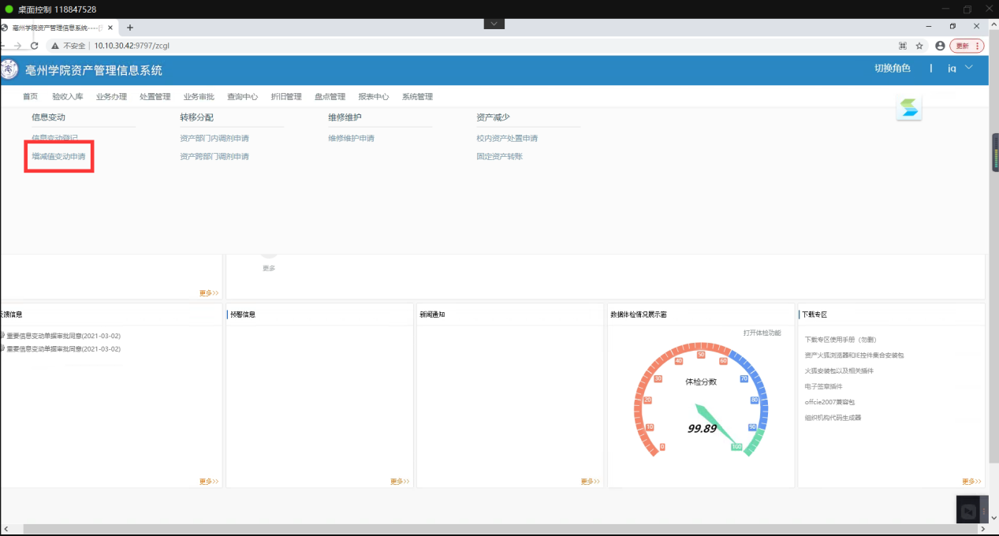 桌面控制 118847528
亳州学院资产管理信息系统----[
不安全 | 10.10.30.42:9797/zcgl
更新
亳州学院资产管理信息系统
切换角色 | jq
首页 验收入库 业务办理 处置管理 业务审批 查询中心 折旧管理 盘点管理 报表中心 系统管理
信息变动 转移分配 维修维护 资产减少
信息变动登记 资产部门内调剂申请 维修维护申请 校内资产处置申请
增减值变动申请 资产跨部门调剂申请 固定资产转账
更多
更多>>
反馈信息 预警信息 新闻通知 数据体检情况展示窗 下载专区
打开体检功能
重要信息变动单据审批同意(2021-03-02)
重要信息变动单据审批同意(2021-03-02)
体检分数
0 10 20 30 40 50 60 70 80 90 100
99.89
下载专区使用手册（勿删）
资产火狐浏览器和IE控件集合安装包
火狐安装包以及相关插件
电子签章插件
offcie2007兼容包
组织机构代码生成器
更多>> 更多>> 更多>> 更多>>